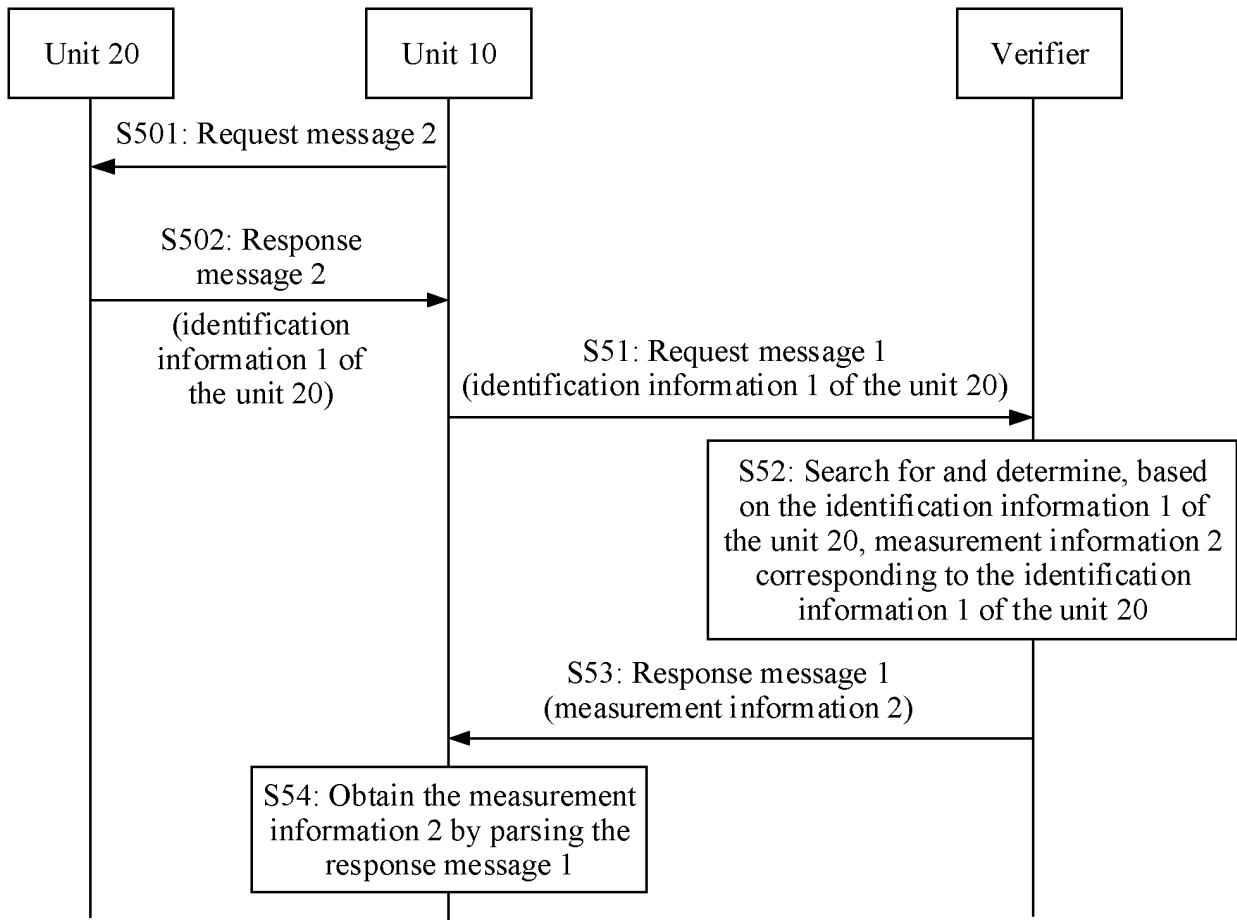 Unit 20
Unit 10
Verifier
S501: Request message 2
S502: Response
message 2
(identification
information 1 of
the unit 20)
S51: Request message 1
(identification information 1 of the unit 20)
S52: Search for and determine, based
on the identification information 1 of
the unit 20, measurement information 2
corresponding to the identification
information 1 of the unit 20
S53: Response message 1
(measurement information 2)
S54: Obtain the measurement
information 2 by parsing the
response message 1